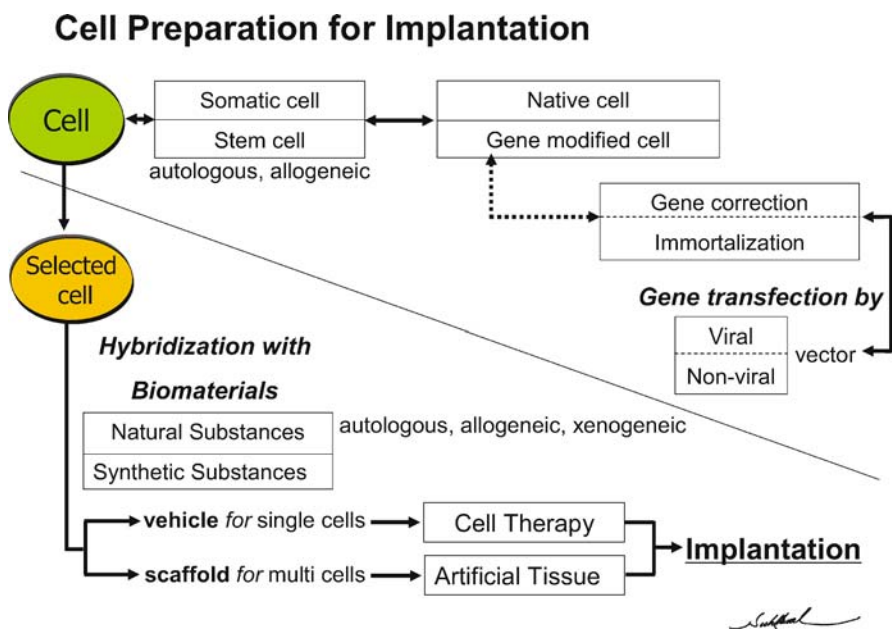 Cell Preparation for Implantation
Cell
Somatic cell
Stem cell
autologous, allogeneic
Native cell
Gene modified cell
Gene correction
Immortalization
Gene transfection by
Viral
Non-viral
vector
Selected
cell
Hybridization with
Biomaterials
Natural Substances
Synthetic Substances
autologous, allogeneic, xenogeneic
vehicle for single cells
Cell Therapy
scaffold for multi cells
Artificial Tissue
Implantation